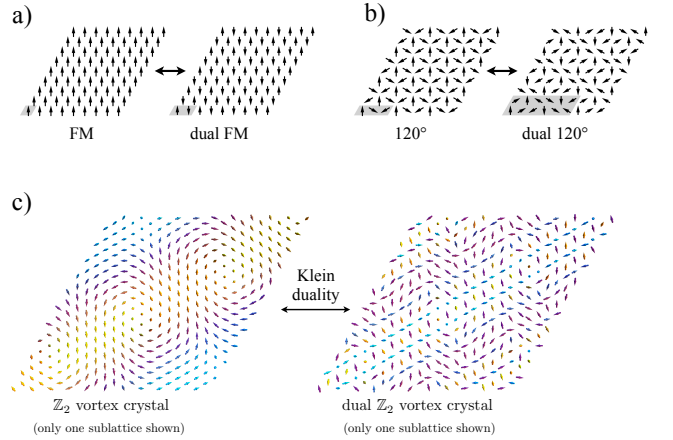 a)
b)
FM
dual FM
120°
dual 120°
c)
Klein
duality
ℤ₂ vortex crystal
(only one sublattice shown)
dual ℤ₂ vortex crystal
(only one sublattice shown)